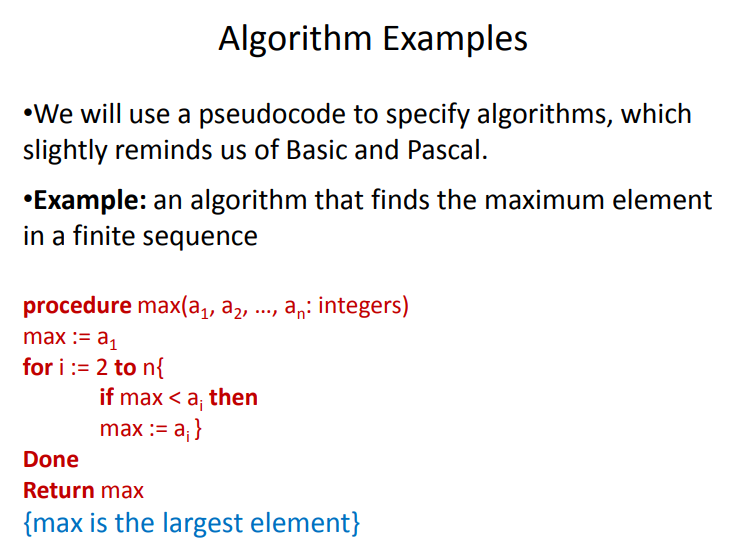 Algorithm Examples
•We will use a pseudocode to specify algorithms, which
slightly reminds us of Basic and Pascal.
•Example: an algorithm that finds the maximum element
in a finite sequence
procedure max(a₁, a₂, …, aₙ: integers)
max := a₁
for i := 2 to n{
if max < aᵢ then
max := aᵢ}
Done
Return max
{max is the largest element}